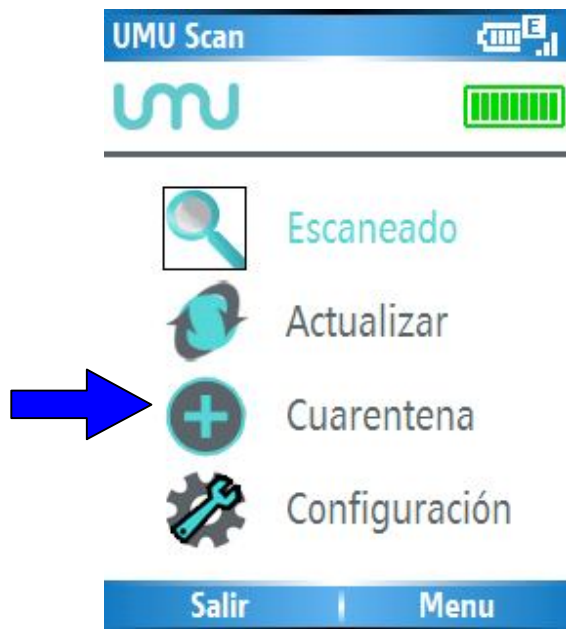 UMU Scan
E
umu
Escaneado
Actualizar
Cuarentena
Configuración
Salir Menu